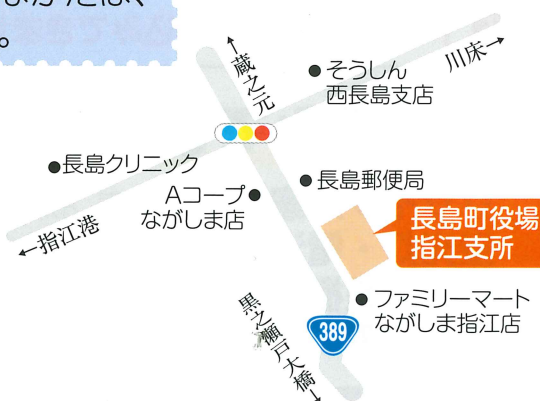 。
←蔵之元
●そうしん
西長島支店
川床→
●長島クリニック
Aコープ●
ながしま店
●長島郵便局
←指江港
長島町役場
指江支所
●ファミリーマート
ながしま指江店
389
黒之瀬戸大橋→